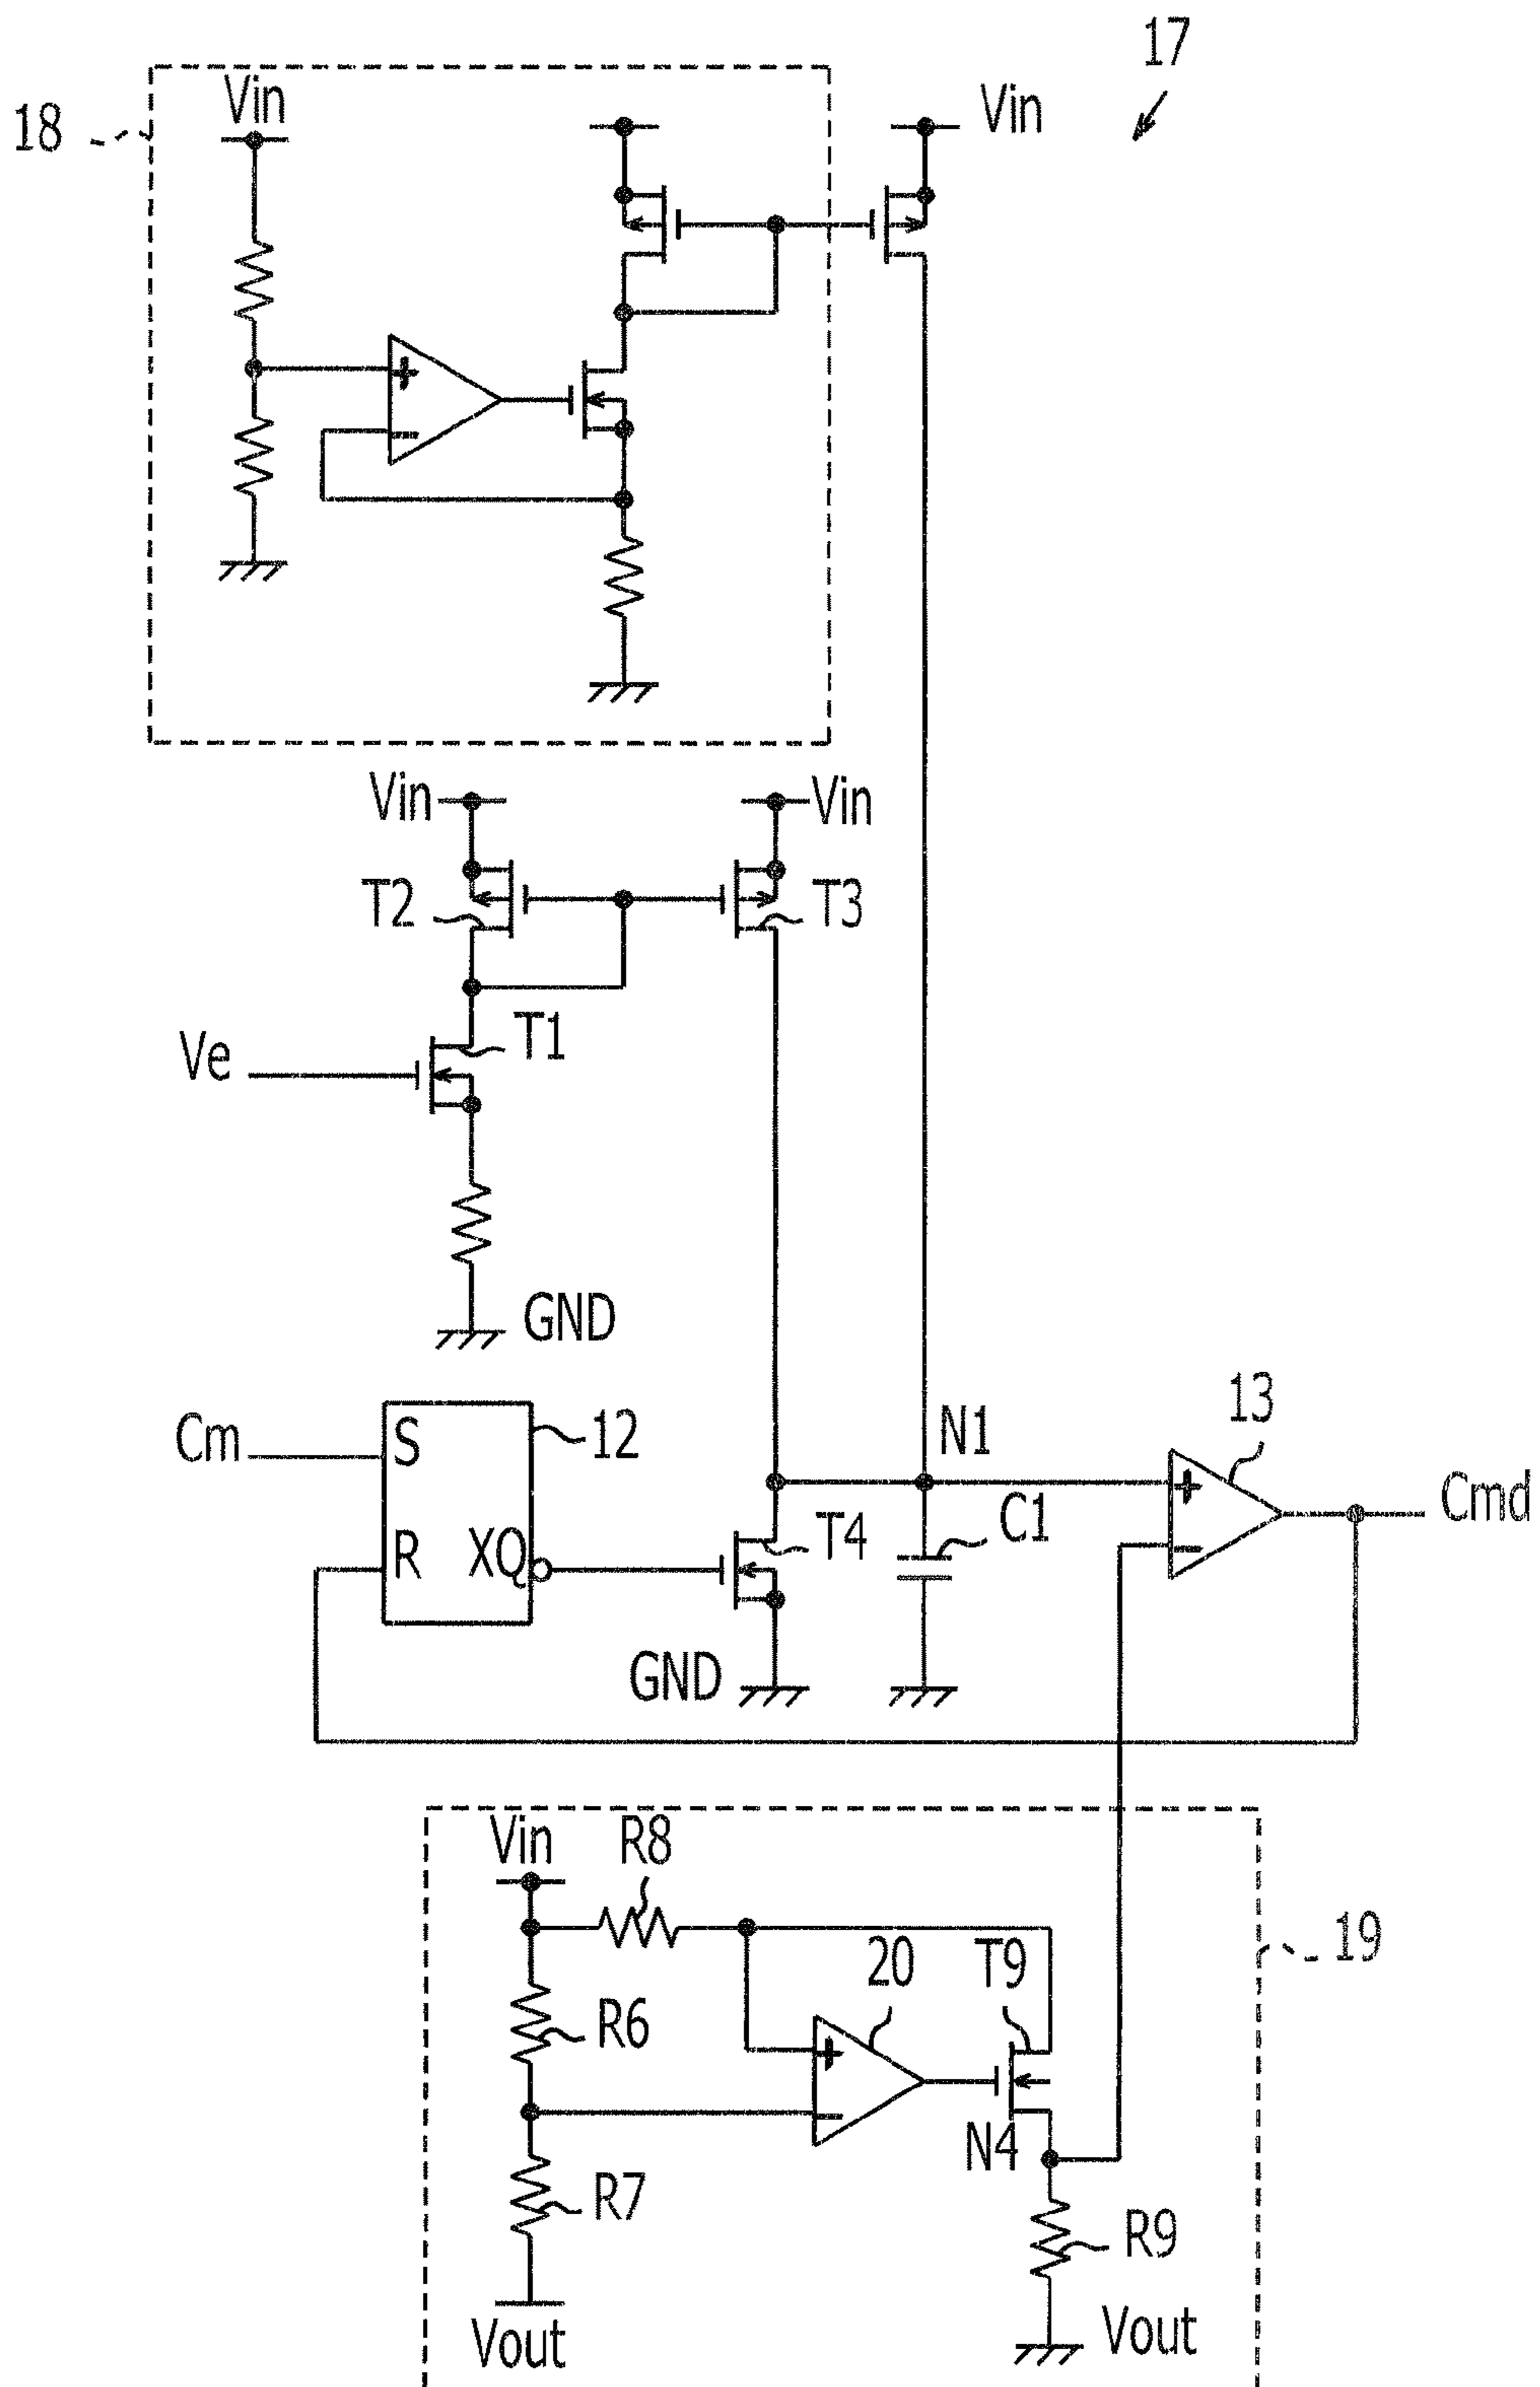 17
18
Vin
Vin
+
−
Vin
Vin
T2
T3
T1
Ve
GND
Cm
S
12
R
XQ
N1
13
+
−
Cmd
T4
C1
GND
Vin
R8
19
20
T9
R6
+
−
N4
R7
R9
Vout
Vout